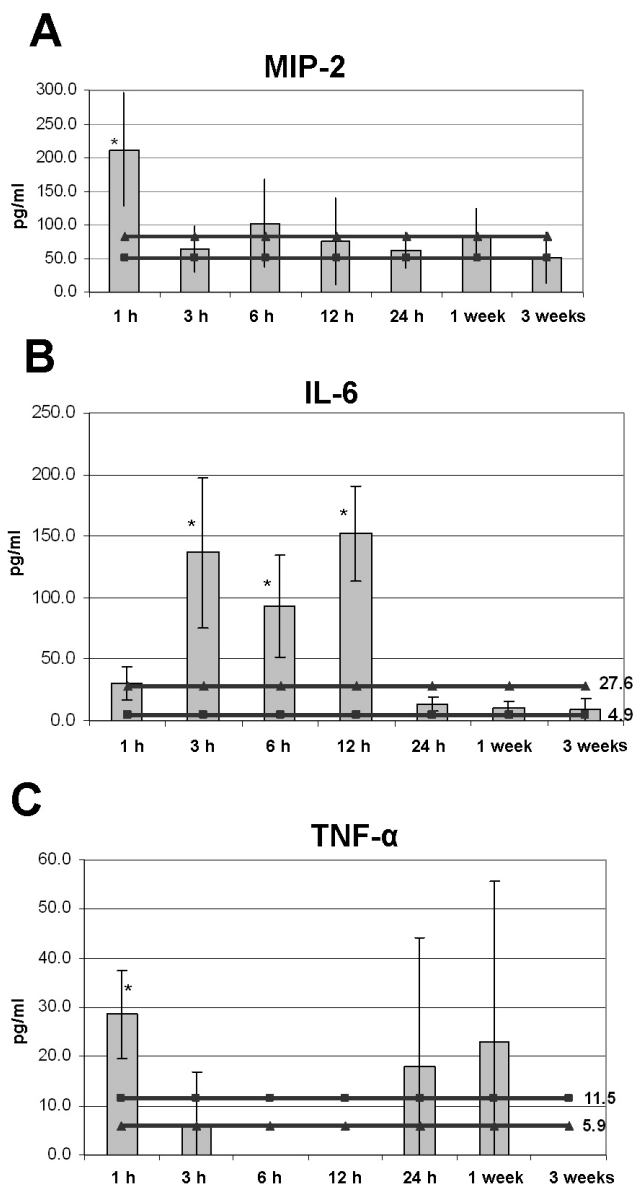 A
MIP-2
300.0
250.0
200.0
150.0
100.0
50.0
0.0
pg/ml
*
1 h 3 h 6 h 12 h 24 h 1 week 3 weeks
B
IL-6
250.0
200.0
150.0
100.0
50.0
0.0
pg/ml
* * *
27.6
4.9
1 h 3 h 6 h 12 h 24 h 1 week 3 weeks
C
TNF-α
60.0
50.0
40.0
30.0
20.0
10.0
0.0
pg/ml
*
11.5
5.9
1 h 3 h 6 h 12 h 24 h 1 week 3 weeks